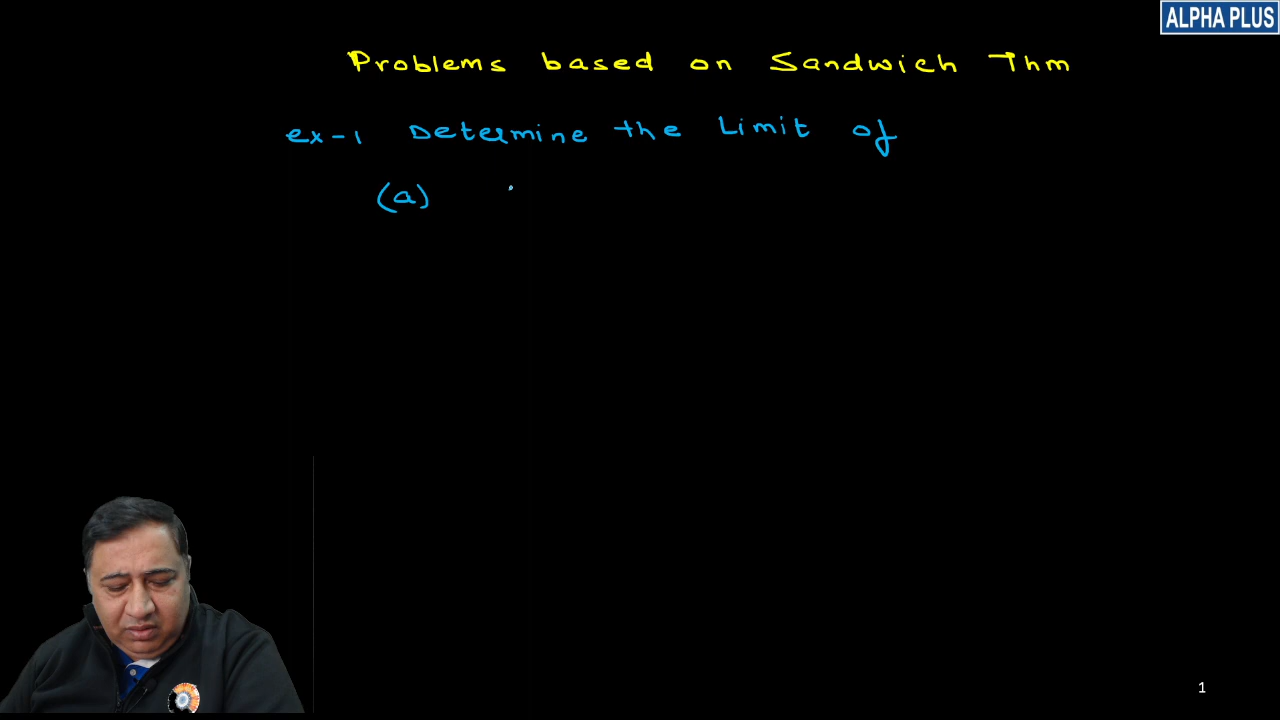 ALPHA PLUS
Problems based on Sandwich Thm
ex-1 Determine the Limit of
(a)
1